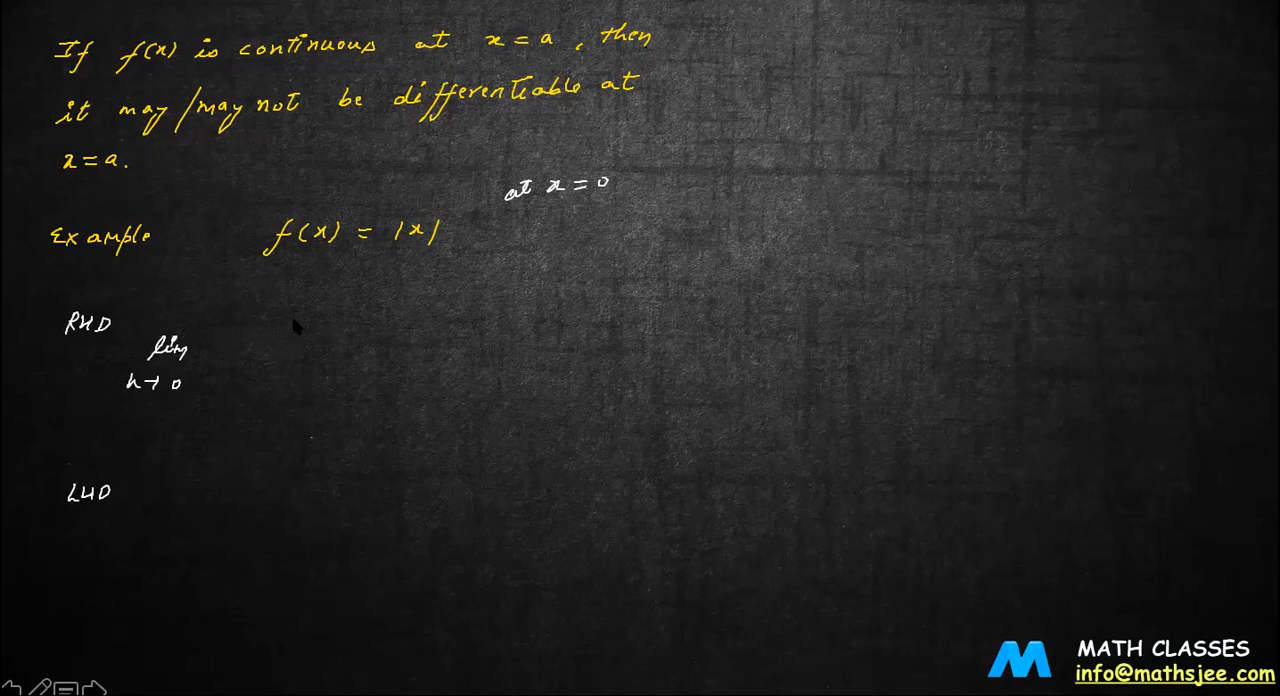 If f(x) is continuous at x = a, then
it may/may not be differentiable at
x = a.
at x = 0
Example f(x) = |x|
RHD
lim
h→0
LHD
MATH CLASSES
info@mathsjee.com